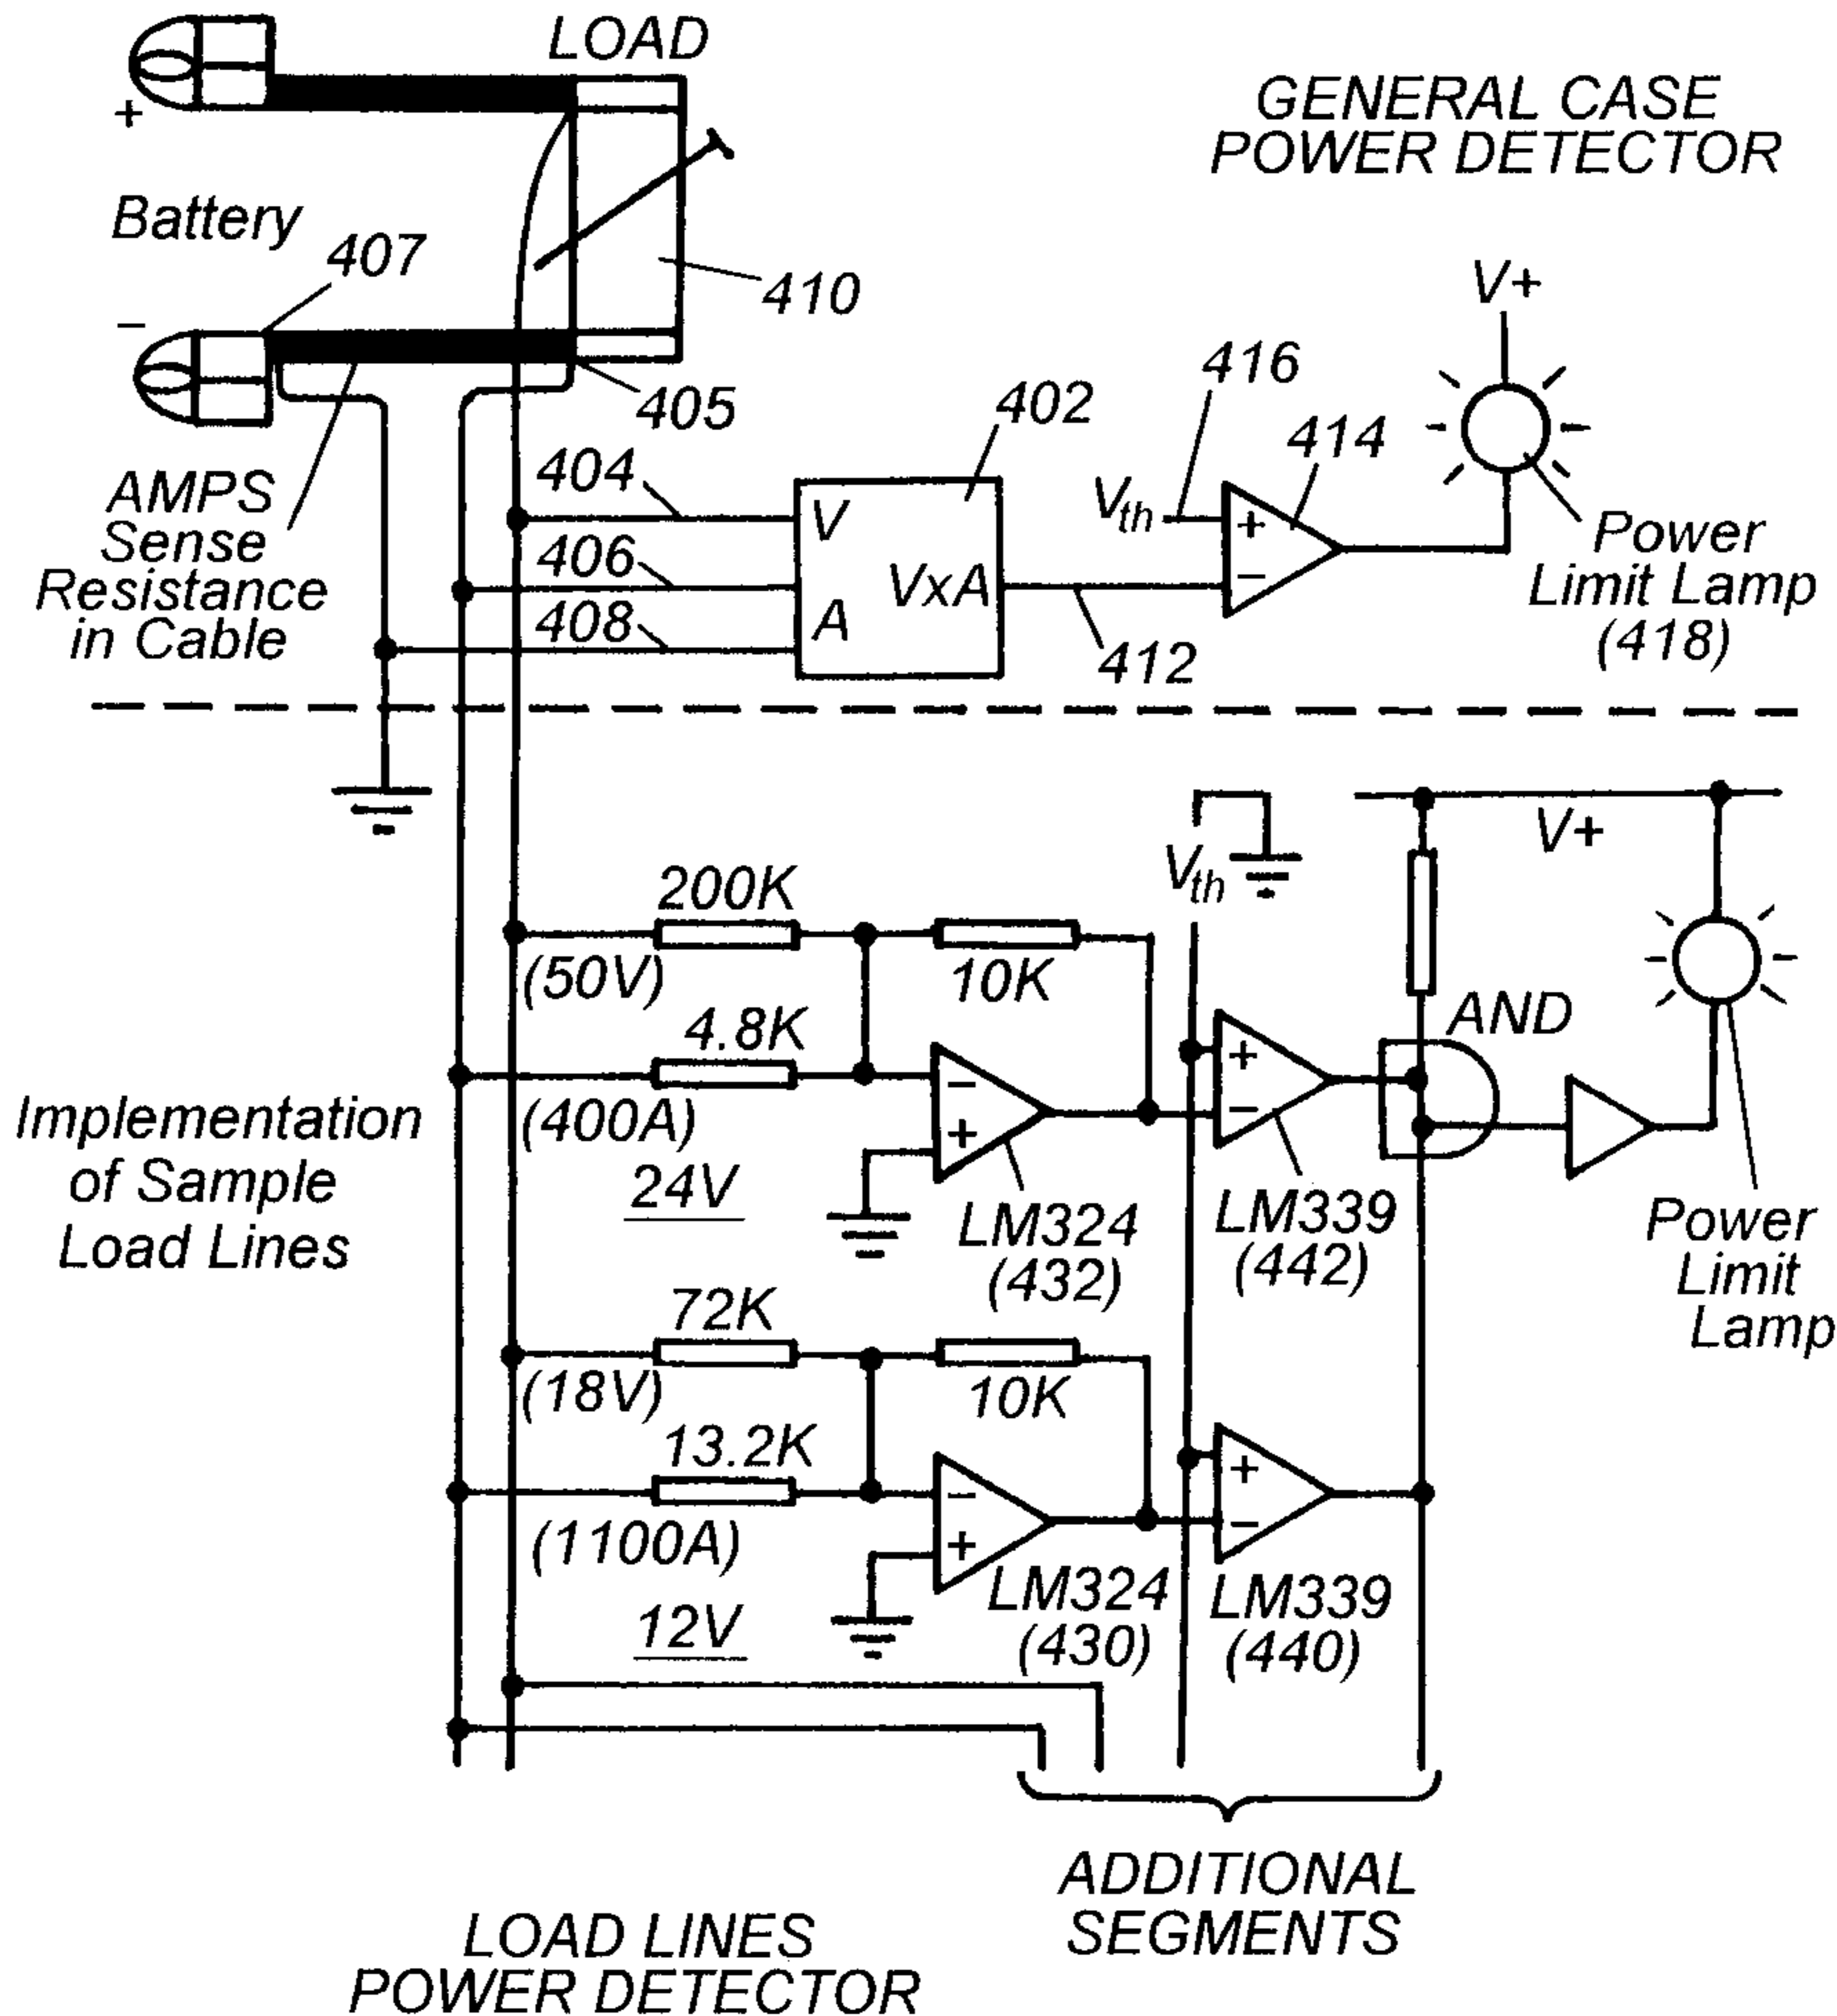 LOAD
GENERAL CASE
POWER DETECTOR
+
Battery
407
410
V+
−
405
416
402
414
AMPS
Sense
Resistance
in Cable
404
V
406
VxA
408
A
412
Vth
+
−
Power
Limit Lamp
(418)
V+
Vth
200K
(50V)
10K
4.8K
(400A)
24V
−
+
LM324
(432)
+
−
LM339
(442)
AND
Power
Limit
Lamp
Implementation
of Sample
Load Lines
72K
(18V)
10K
13.2K
(1100A)
12V
−
+
LM324
(430)
+
−
LM339
(440)
ADDITIONAL
SEGMENTS
LOAD LINES
POWER DETECTOR